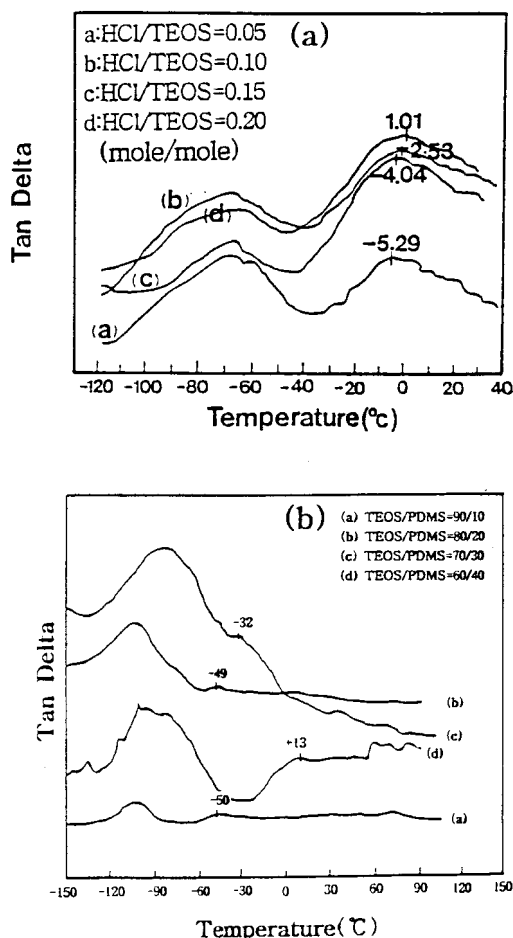 a:HCl/TEOS=0.05 (a)
b:HCl/TEOS=0.10
c:HCl/TEOS=0.15
d:HCl/TEOS=0.20
(mole/mole)
1.01
-2.53
-4.04
-5.29
(b)
(d)
(c)
(a)
Tan Delta
-120 -100 -80 -60 -40 -20 0 20 40
Temperature(°c)
(b)
(a) TEOS/PDMS=90/10
(b) TEOS/PDMS=80/20
(c) TEOS/PDMS=70/30
(d) TEOS/PDMS=60/40
-32
-49
(b)
(c)
+13
(d)
-50
(a)
Tan Delta
-150 -120 -90 -60 -30 0 30 60 90 120 150
Temperature(℃)